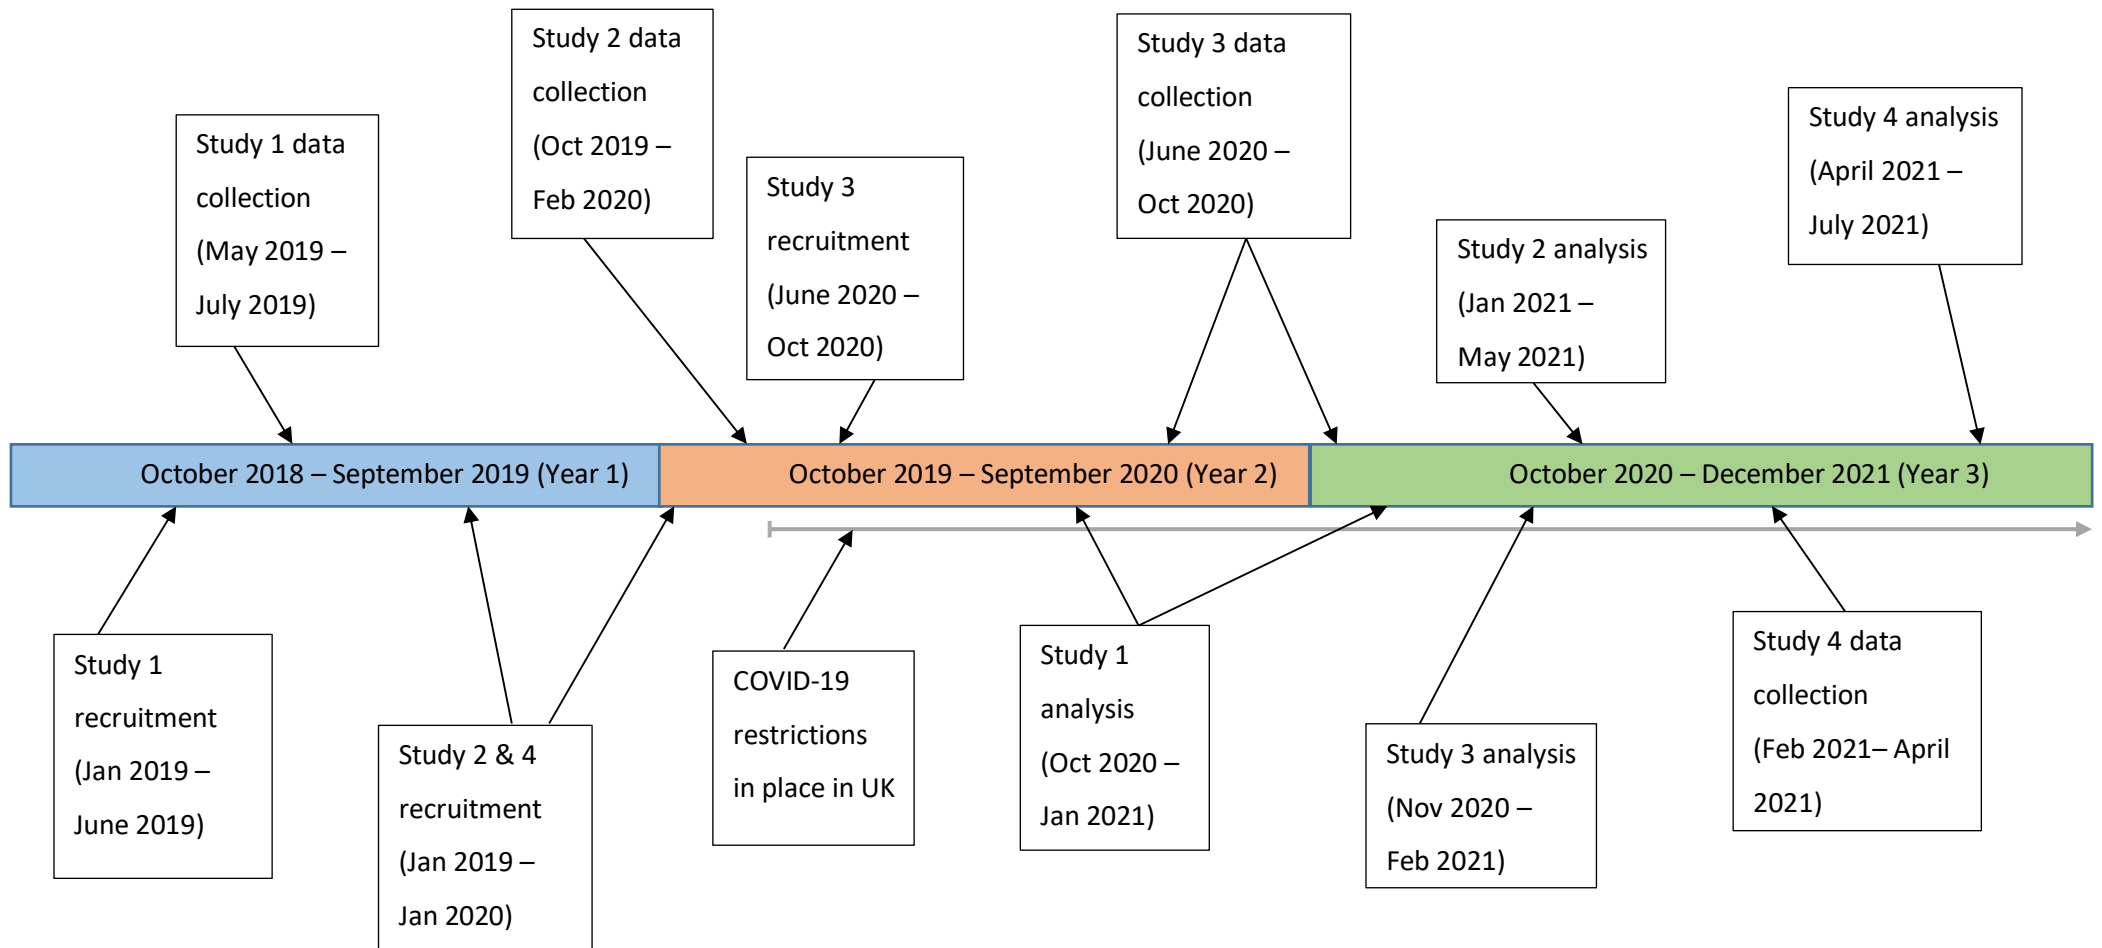 Study 1 data
collection
(May 2019 –
July 2019)
Study 2 data
collection
(Oct 2019 –
Feb 2020)
Study 3
recruitment
(June 2020 –
Oct 2020)
Study 3 data
collection
(June 2020 –
Oct 2020)
Study 2 analysis
(Jan 2021 –
May 2021)
Study 4 analysis
(April 2021 –
July 2021)
October 2018 – September 2019 (Year 1)
October 2019 – September 2020 (Year 2)
October 2020 – December 2021 (Year 3)
Study 1
recruitment
(Jan 2019 –
June 2019)
Study 2 & 4
recruitment
(Jan 2019 –
Jan 2020)
COVID-19
restrictions
in place in UK
Study 1
analysis
(Oct 2020 –
Jan 2021)
Study 3 analysis
(Nov 2020 –
Feb 2021)
Study 4 data
collection
(Feb 2021– April
2021)